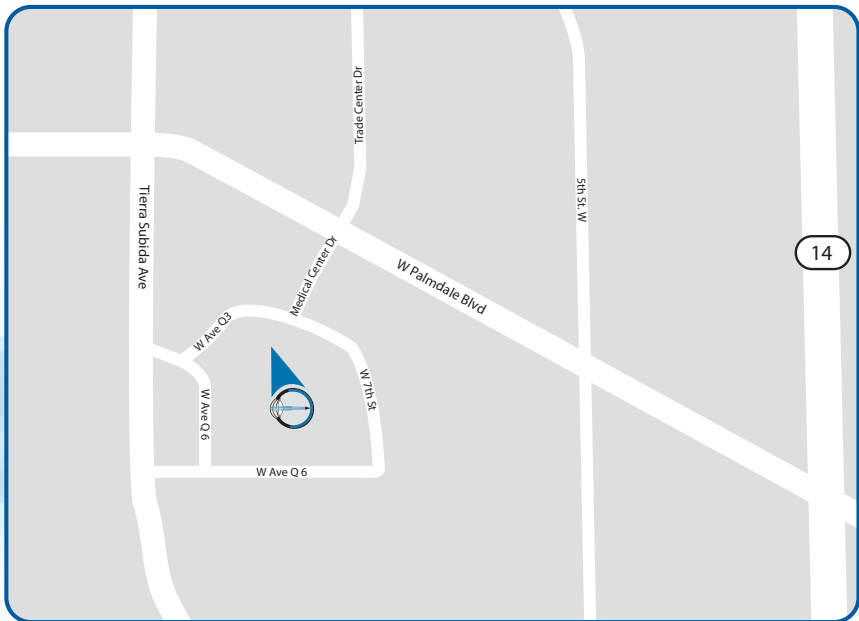 Trade Center Dr
Tierra Subida Ave
5th St. W
14
Medical Center Dr
W Palmdale Blvd
W Ave Q3
W 7th St
W Ave Q 6
W Ave Q 6